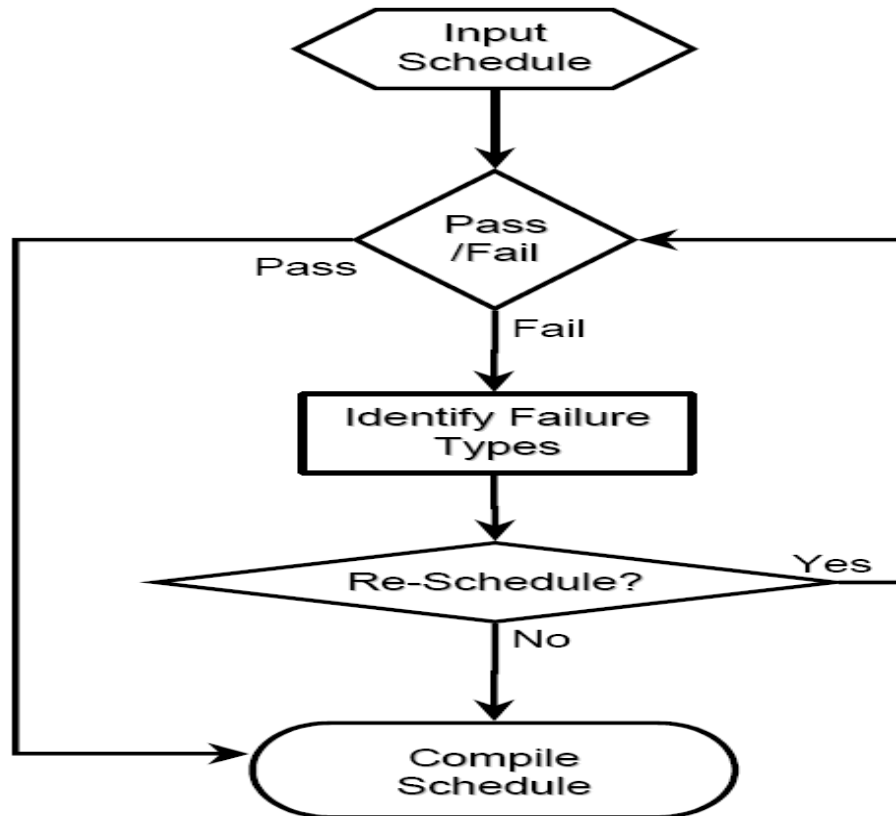 Input
Schedule
Pass
/Fail
Pass
Fail
Identify Failure
Types
Re-Schedule?
Yes
No
Compile
Schedule